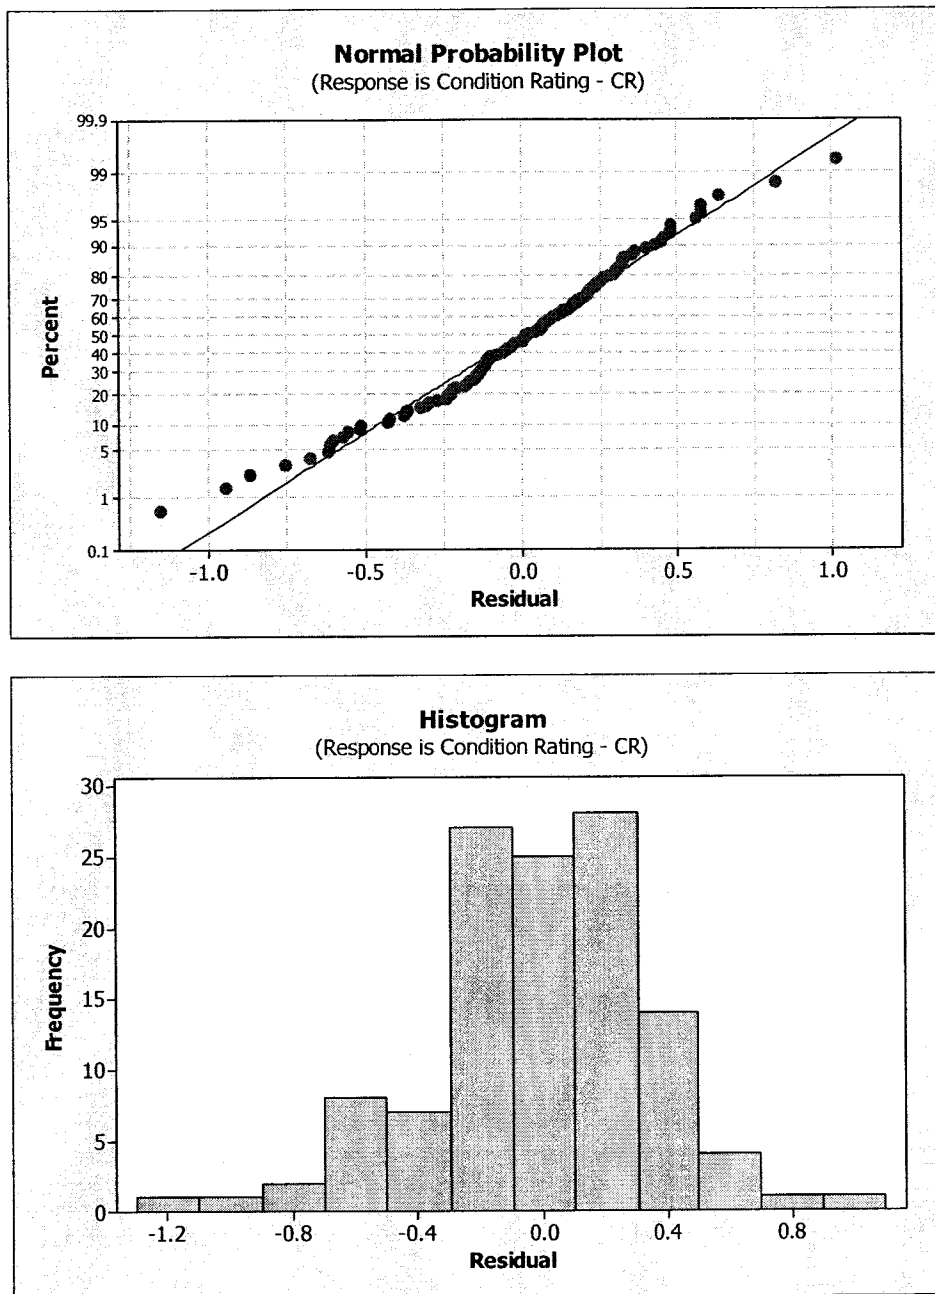 Normal Probability Plot
(Response is Condition Rating - CR)
99.9
99
95
90
80
70
60
50
40
30
20
10
5
1
0.1
Percent
-1.0 -0.5 0.0 0.5 1.0
Residual
Histogram
(Response is Condition Rating - CR)
30
25
20
15
10
5
0
Frequency
-1.2 -0.8 -0.4 0.0 0.4 0.8
Residual